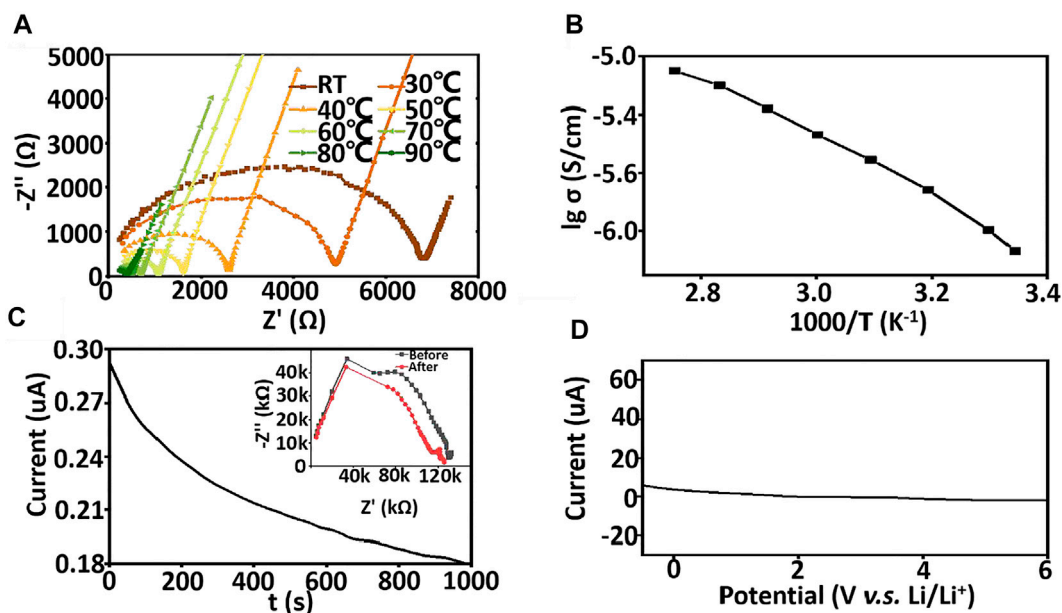 A
5000
4000
3000
2000
1000
0
-Z'' (Ω)
RT 30℃
40℃ 50℃
60℃ 70℃
80℃ 90℃
0 2000 4000 6000 8000
Z' (Ω)
B
-5.0
-5.4
-5.6
-6.0
lg σ (S/cm)
2.8 3.0 3.2 3.4
1000/T (K⁻¹)
C
0.30
0.27
0.24
0.21
0.18
Current (uA)
Before
After
40k
30k
20k
10k
0
-Z'' (kΩ)
40k 80k 120k
Z' (kΩ)
0 200 400 600 800 1000
t (s)
D
60
40
20
0
-20
Current (uA)
0 2 4 6
Potential (V v.s. Li/Li⁺)